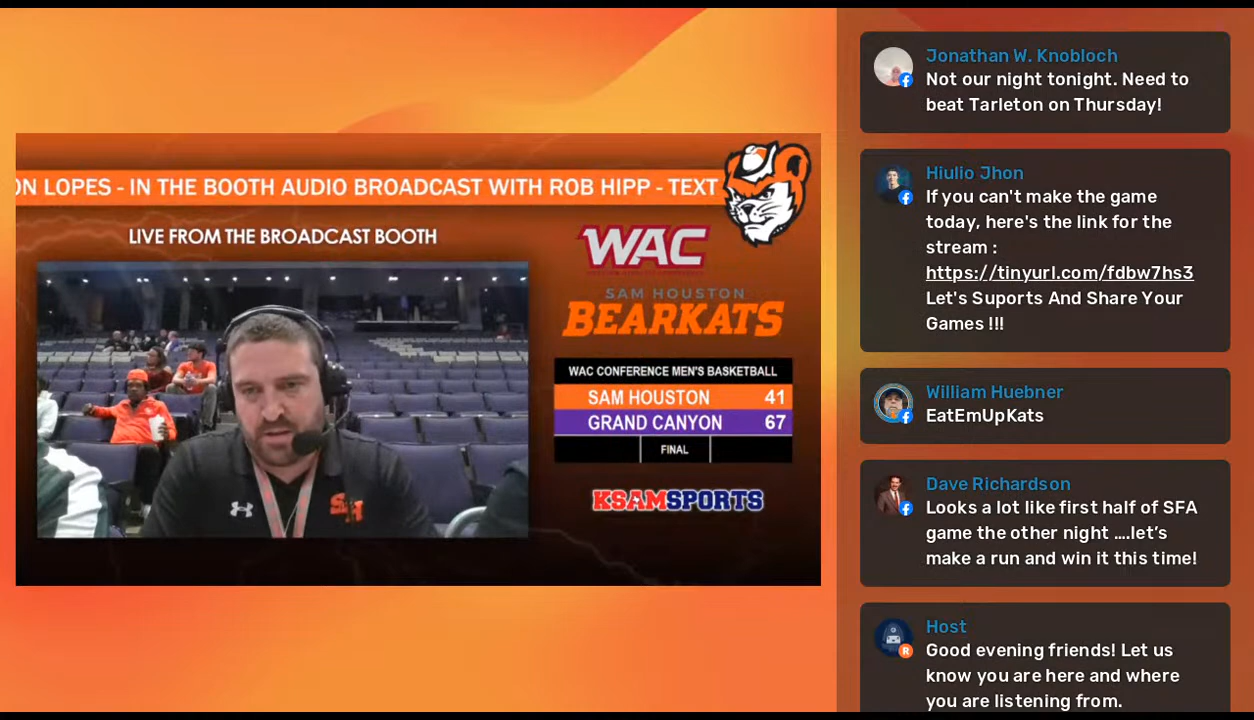 ON LOPES - IN THE BOOTH AUDIO BROADCAST WITH ROB HIPP - TEXT
LIVE FROM THE BROADCAST BOOTH
WAC
SAM HOUSTON
BEARKATS
WAC CONFERENCE MEN'S BASKETBALL
SAM HOUSTON 41
GRAND CANYON 67
FINAL
KSAMSPORTS
SH
Jonathan W. Knobloch
Not our night tonight. Need to
beat Tarleton on Thursday!
Hiulio Jhon
If you can't make the game
today, here's the link for the
stream :
https://tinyurl.com/fdbw7hs3
Let's Suports And Share Your
Games !!!
William Huebner
EatEmUpKats
Dave Richardson
Looks a lot like first half of SFA
game the other night ....let’s
make a run and win it this time!
Host
R
Good evening friends! Let us
know you are here and where
you are listening from.